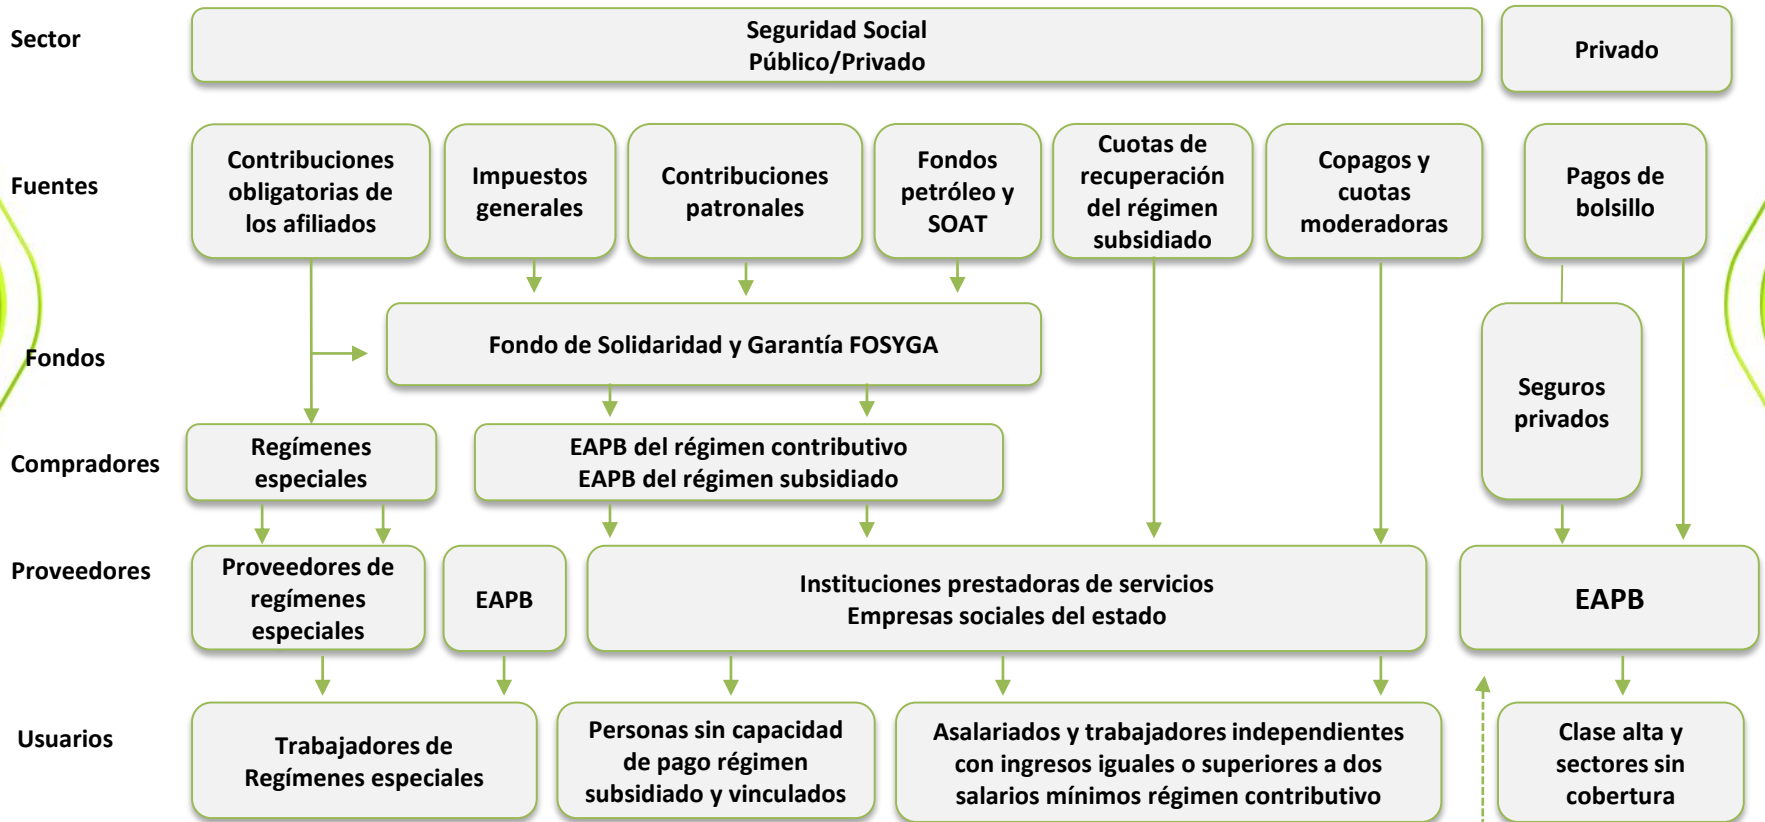 Sector
Seguridad Social
Público/Privado
Privado
Fuentes
Contribuciones
obligatorias de
los afiliados
Impuestos
generales
Contribuciones
patronales
Fondos
petróleo y
SOAT
Cuotas de
recuperación
del régimen
subsidiado
Copagos y
cuotas
moderadoras
Pagos de
bolsillo
Fondos
Fondo de Solidaridad y Garantía FOSYGA
Seguros
privados
Compradores
Regímenes
especiales
EAPB del régimen contributivo
EAPB del régimen subsidiado
Proveedores
Proveedores de
regímenes
especiales
EAPB
Instituciones prestadoras de servicios
Empresas sociales del estado
EAPB
Usuarios
Trabajadores de
Regímenes especiales
Personas sin capacidad
de pago régimen
subsidiado y vinculados
Asalariados y trabajadores independientes
con ingresos iguales o superiores a dos
salarios mínimos régimen contributivo
Clase alta y
sectores sin
cobertura